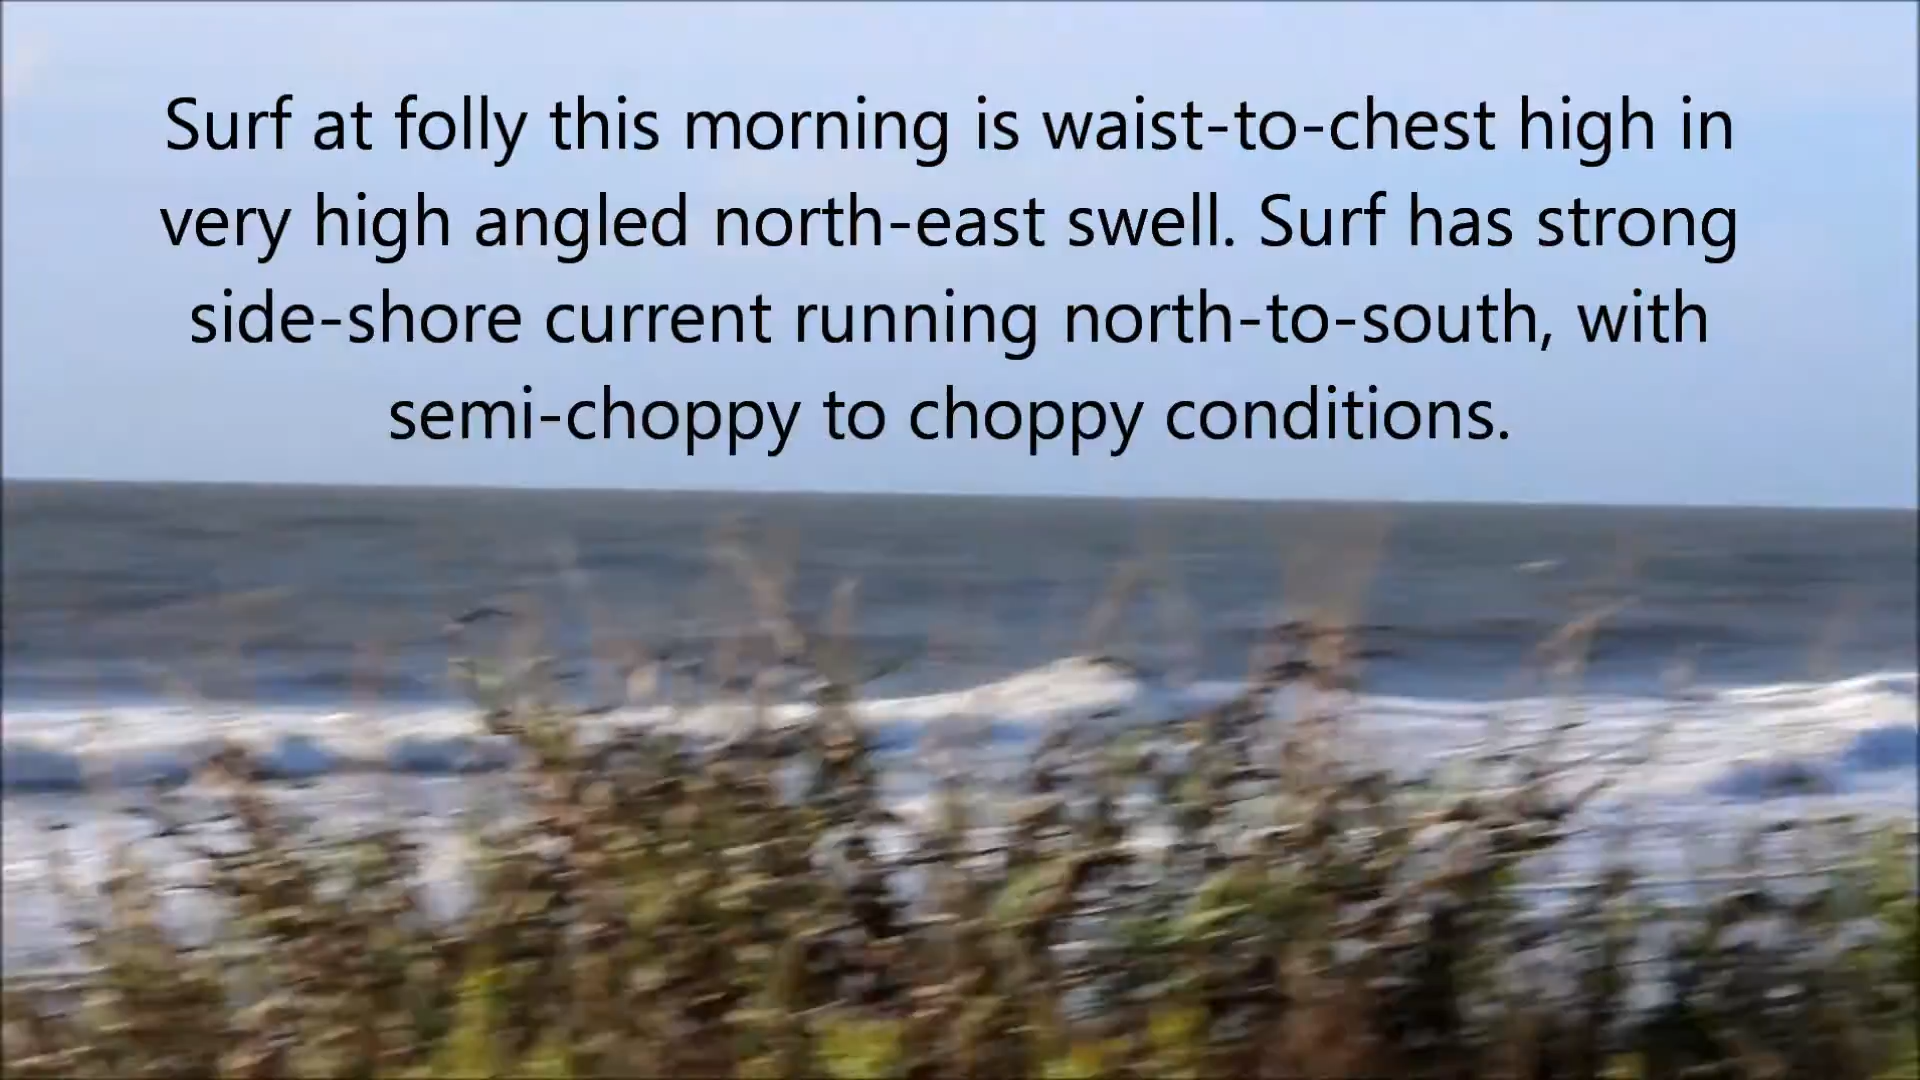 Surf at folly this morning is waist-to-chest high in
very high angled north-east swell. Surf has strong
side-shore current running north-to-south, with
semi-choppy to choppy conditions.